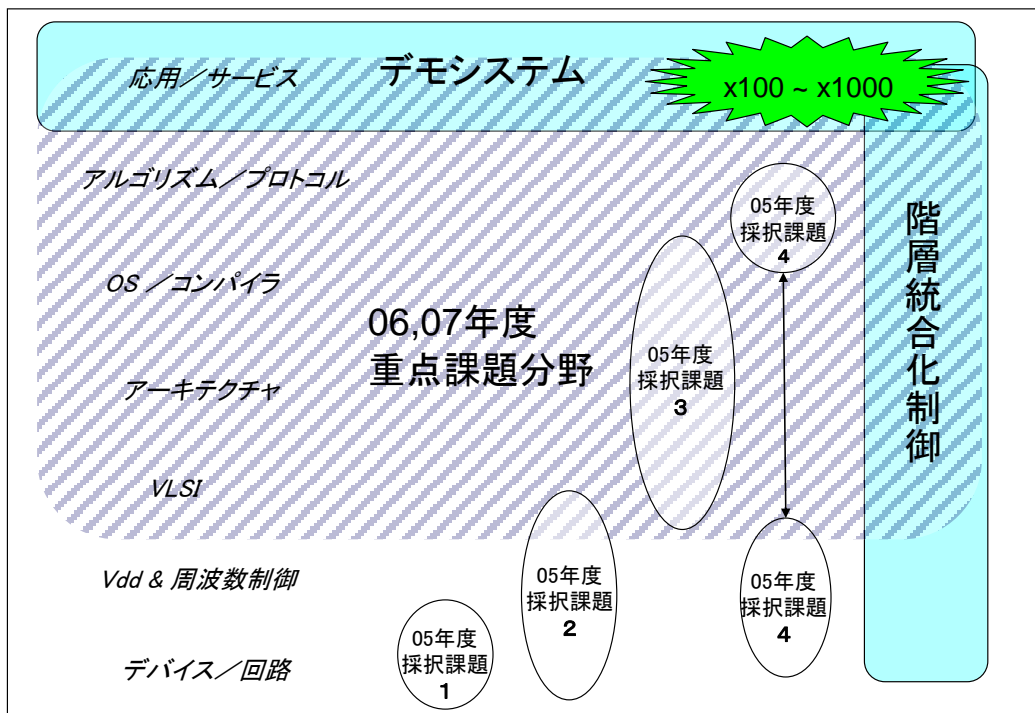 応用／サービス
デモシステム
x100 ~ x1000
アルゴリズム／プロトコル
05年度
採択課題
4
階層統合化制御
OS ／コンパイラ
06,07年度
重点課題分野
05年度
採択課題
3
アーキテクチャ
VLSI
Vdd & 周波数制御
05年度
採択課題
2
05年度
採択課題
4
デバイス／回路
05年度
採択課題
1